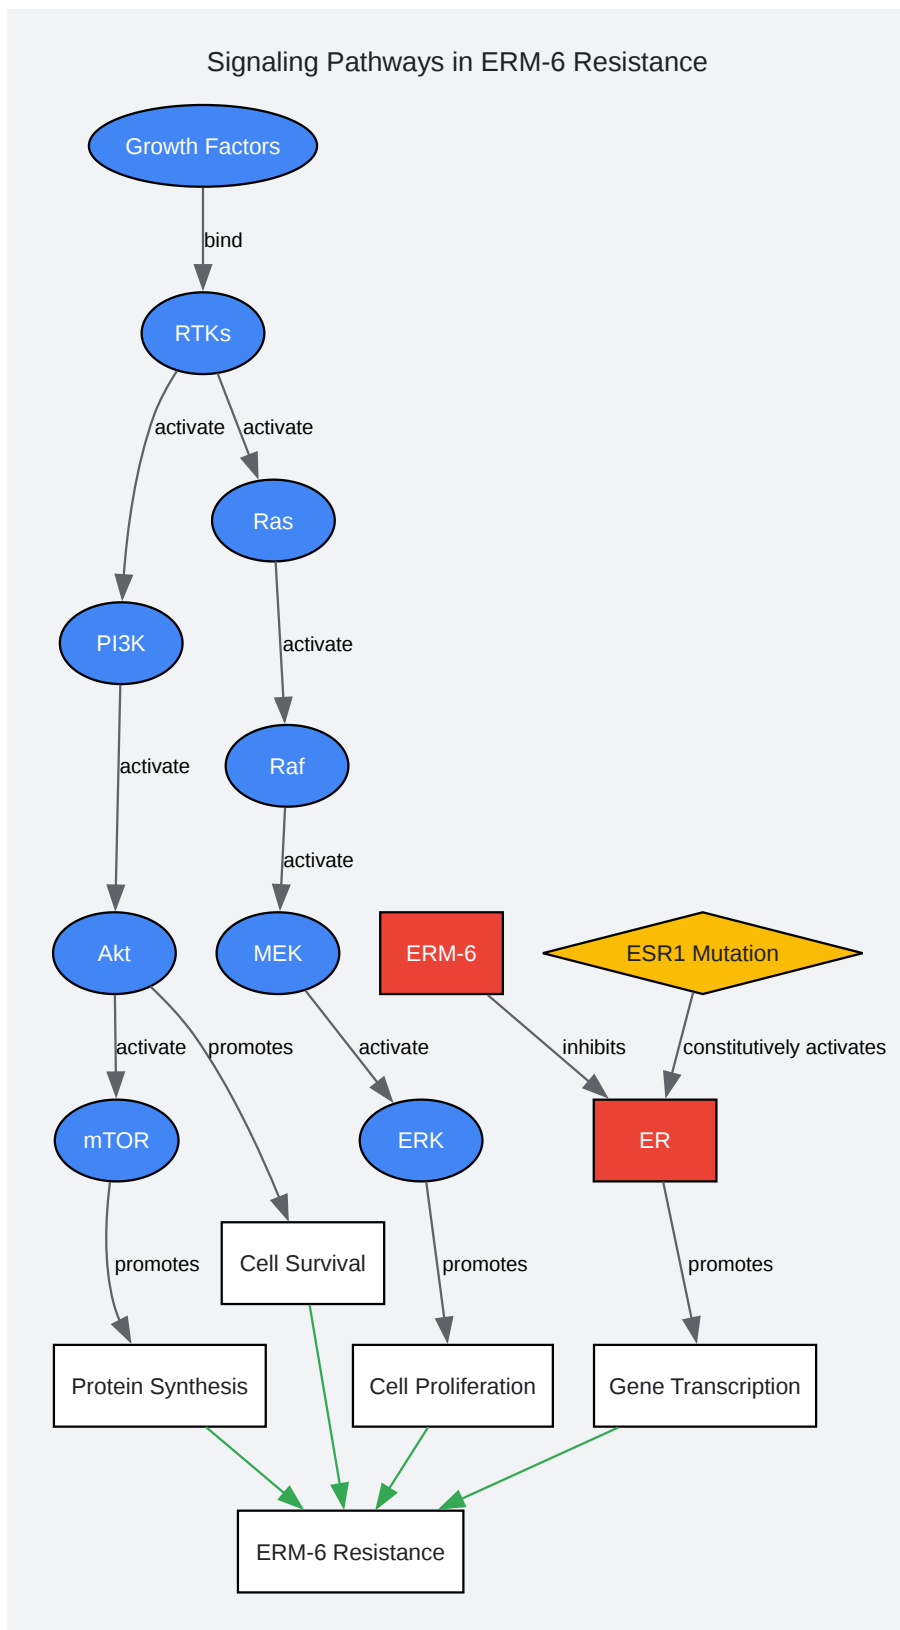 Signaling Pathways in ERM-6 Resistance
Growth Factors
bind
RTKs
activate
activate
Ras
PI3K
activate
activate
Raf
activate
Akt
MEK
ERM-6
ESR1 Mutation
activate
promotes
activate
inhibits
constitutively activates
mTOR
ERK
ER
promotes
Cell Survival
promotes
promotes
Protein Synthesis
Cell Proliferation
Gene Transcription
ERM-6 Resistance